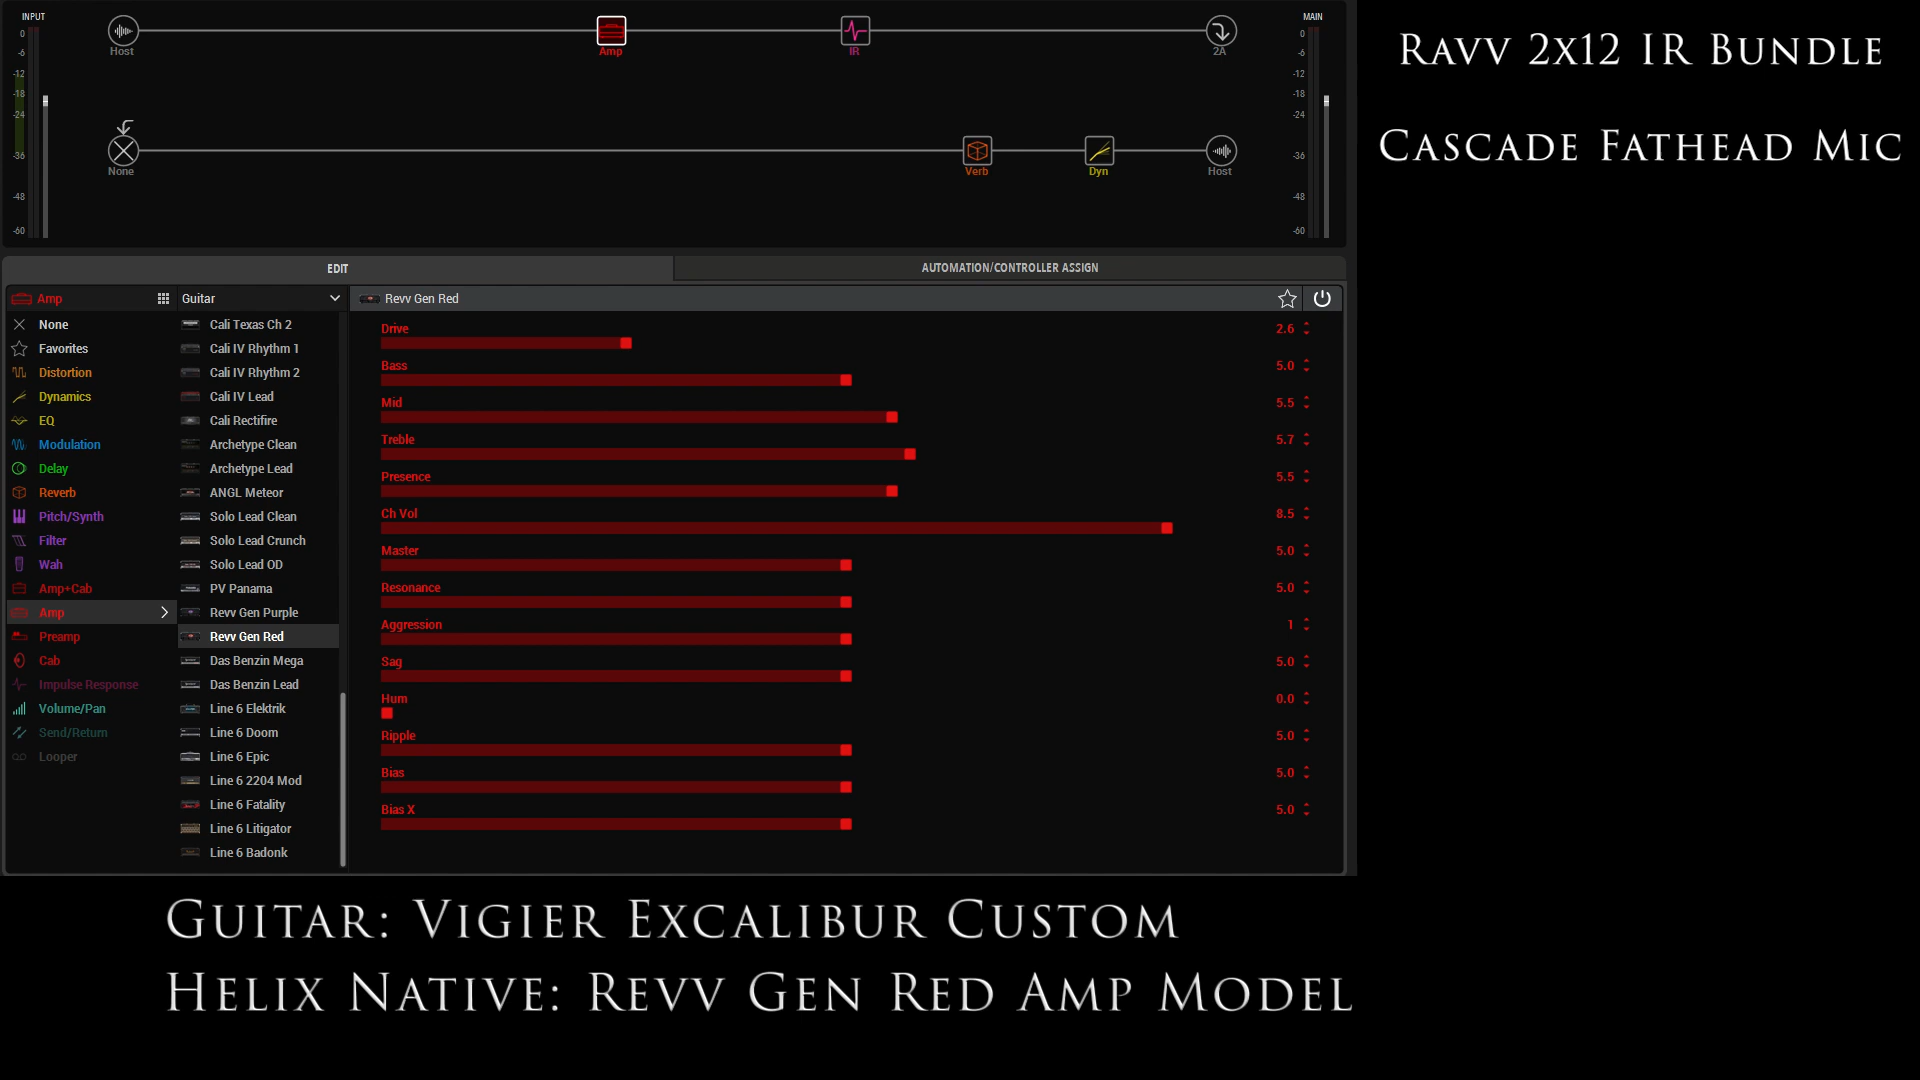 INPUT
0
-6
-12
-18
-24
-36
-48
-60
Host
Amp
IR
2A
None
Verb
Dyn
Host
MAIN
0
-6
-12
-18
-24
-36
-48
-60
Ravv 2x12 IR Bundle
Cascade Fathead Mic
EDIT
AUTOMATION/CONTROLLER ASSIGN
Amp
None
Favorites
Distortion
Dynamics
EQ
Modulation
Delay
Reverb
Pitch/Synth
Filter
Wah
Amp+Cab
Amp
Preamp
Cab
Impulse Response
Volume/Pan
Send/Return
Looper
Guitar
Cali Texas Ch 2
Cali IV Rhythm 1
Cali IV Rhythm 2
Cali IV Lead
Cali Rectifire
Archetype Clean
Archetype Lead
ANGL Meteor
Solo Lead Clean
Solo Lead Crunch
Solo Lead OD
PV Panama
Revv Gen Purple
Revv Gen Red
Das Benzin Mega
Das Benzin Lead
Line 6 Elektrik
Line 6 Doom
Line 6 Epic
Line 6 2204 Mod
Line 6 Fatality
Line 6 Litigator
Line 6 Badonk
Revv Gen Red
Drive 2.6
Bass 5.0
Mid 5.5
Treble 5.7
Presence 5.5
Ch Vol 8.5
Master 5.0
Resonance 5.0
Aggression 1
Sag 5.0
Hum 0.0
Ripple 5.0
Bias 5.0
Bias X 5.0
Guitar: Vigier Excalibur Custom
Helix Native: Revv Gen Red Amp Model